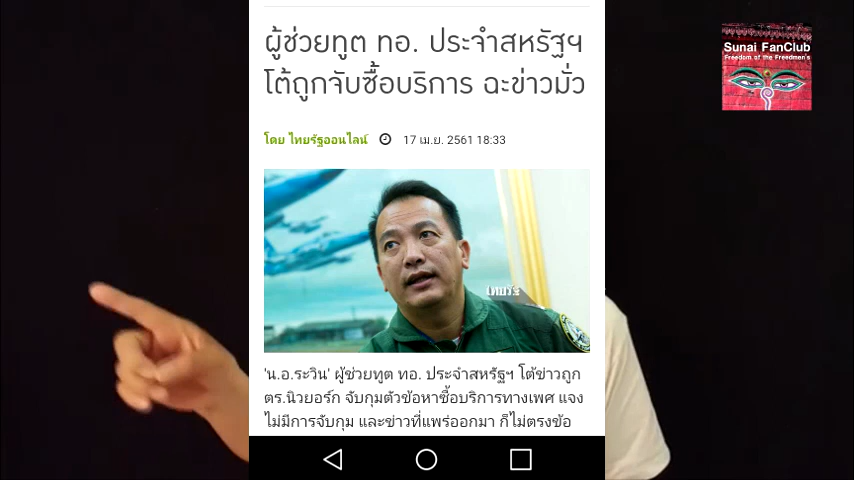 ผู้ช่วยทูต ทอ. ประจำสหรัฐฯ
โต้ถูกจับซื้อบริการ ฉะข่าวมั่ว
โดย ไทยรัฐออนไลน์ 17 เม.ย. 2561 18:33
ไทยรัฐ
'น.อ.ระวิน' ผู้ช่วยทูต ทอ. ประจำสหรัฐฯ โต้ข่าวถูก
ตร.นิวยอร์ก จับกุมตัวข้อหาซื้อบริการทางเพศ แจง
ไม่มีการจับกุม และข่าวที่แพร่ออกมา ก็ไม่ตรงข้อ
Sunai FanClub
Freedom of the Freedmen's